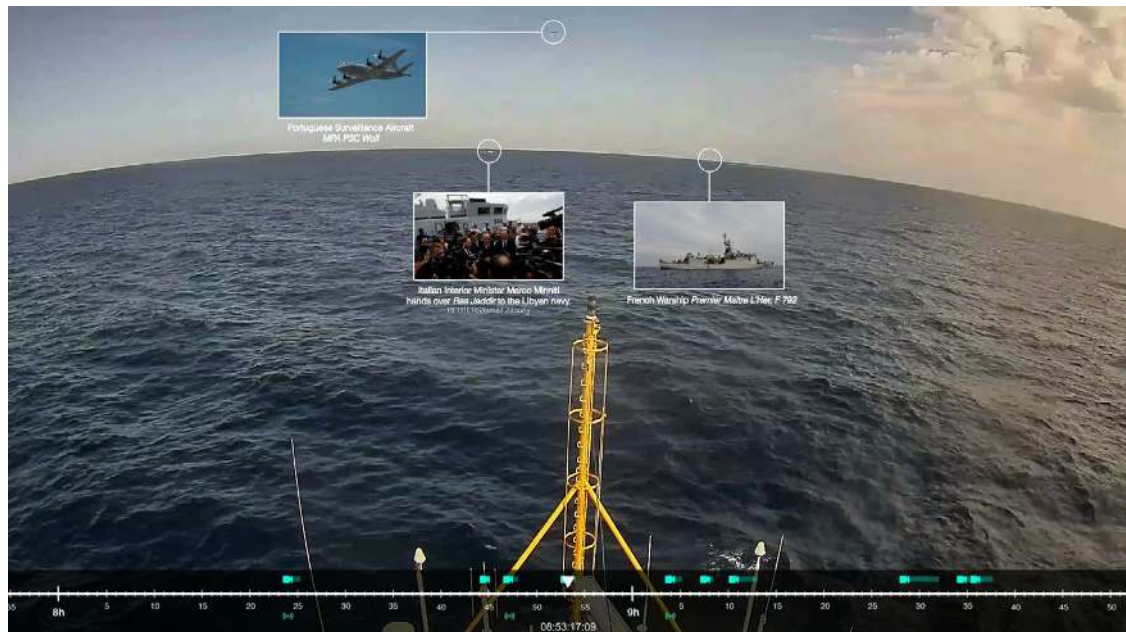 Portuguese Surveillance Aircraft
MPA P3C Wolf
Italian Interior Minister Marco Minniti
hands over Ras Jaddir to the Libyan navy.
French Warship Premier Maître L'Her, F 792
55 8h 5 10 15 20 25 30 35 40 45 50 55 9h 5 10 15 20 25 30 35 40 45 50
08:53:17:09